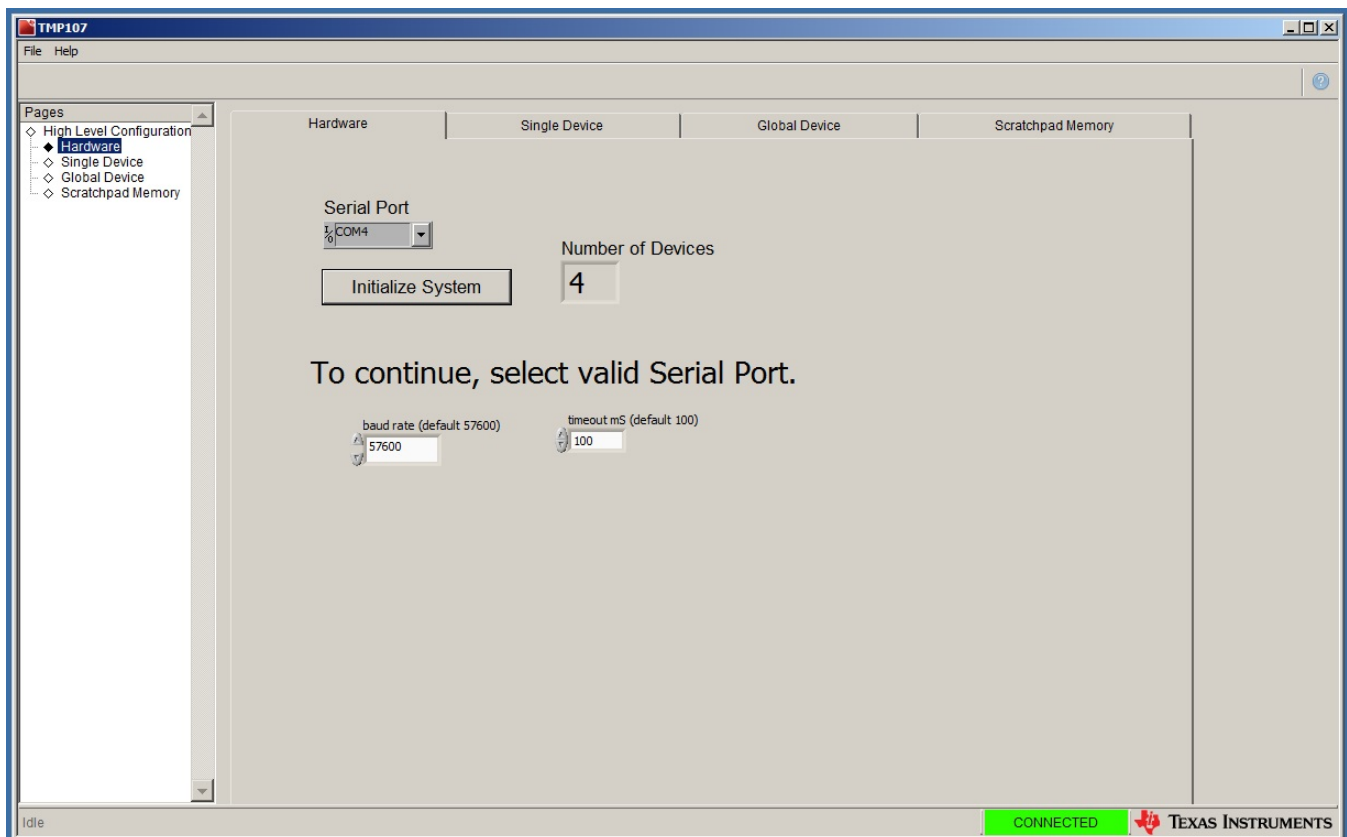 TMP107
File Help
Pages
High Level Configuration
Hardware
Single Device
Global Device
Scratchpad Memory
Hardware Single Device Global Device Scratchpad Memory
Serial Port
I/O COM4
Number of Devices
Initialize System
4
To continue, select valid Serial Port.
baud rate (default 57600) timeout mS (default 100)
57600 100
Idle CONNECTED TEXAS INSTRUMENTS